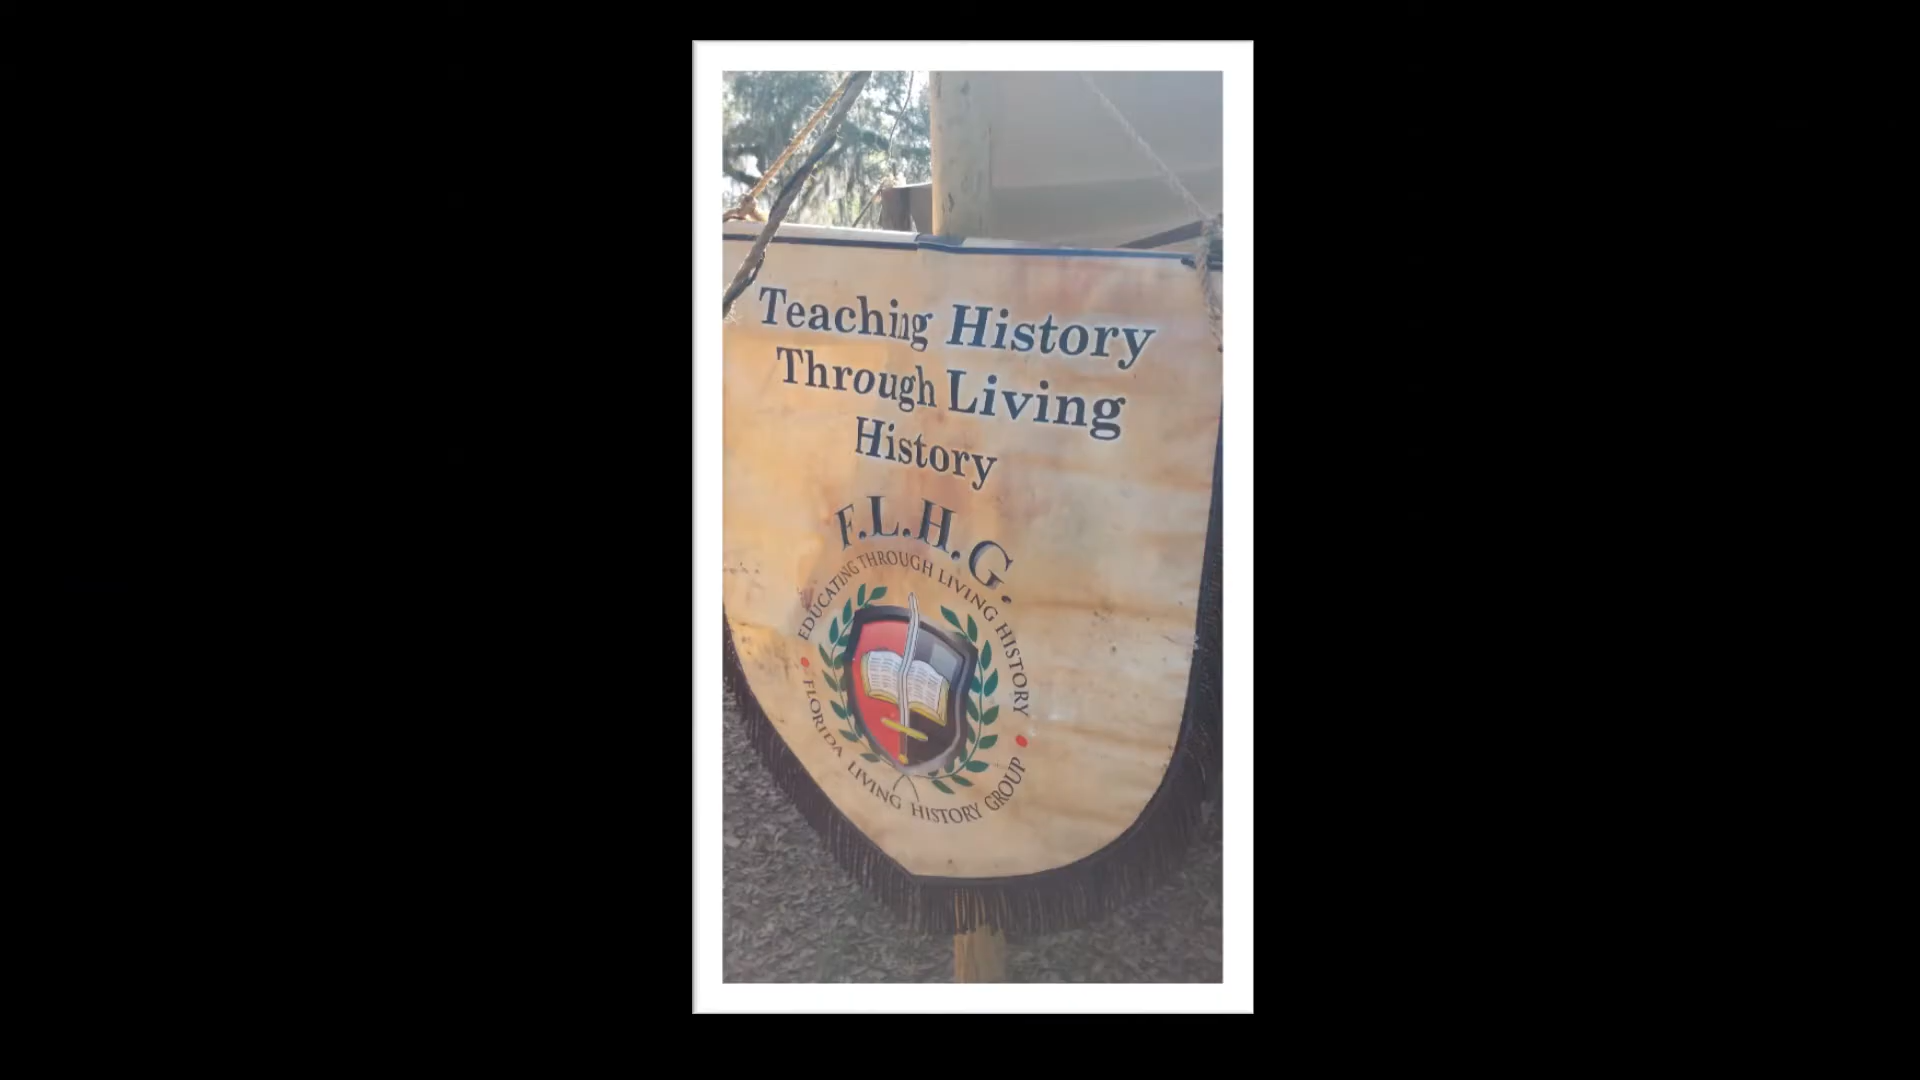 Teaching History
Through Living
History
F.L.H.G.
EDUCATING THROUGH LIVING HISTORY
FLORIDA LIVING HISTORY GROUP